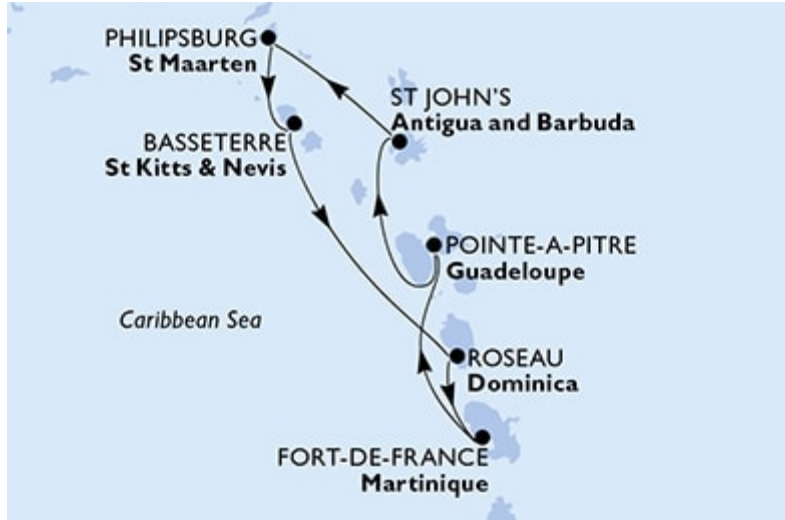 PHILIPSBURG
St Maarten
ST JOHN'S
Antigua and Barbuda
BASSETERRE
St Kitts & Nevis
POINTE-A-PITRE
Guadeloupe
Caribbean Sea
ROSEAU
Dominica
FORT-DE-FRANCE
Martinique